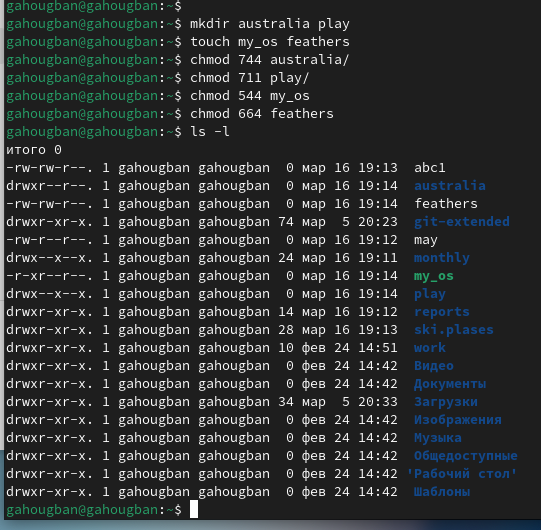 gahougban@gahougban:~$
gahougban@gahougban:~$ mkdir australia play
gahougban@gahougban:~$ touch my_os feathers
gahougban@gahougban:~$ chmod 744 australia/
gahougban@gahougban:~$ chmod 711 play/
gahougban@gahougban:~$ chmod 544 my_os
gahougban@gahougban:~$ chmod 664 feathers
gahougban@gahougban:~$ ls -l
итого 0
-rw-rw-r--. 1 gahougban gahougban  0 мар 16 19:13  abc1
drwxr--r--. 1 gahougban gahougban  0 мар 16 19:14  australia
-rw-rw-r--. 1 gahougban gahougban  0 мар 16 19:14  feathers
drwxr-xr-x. 1 gahougban gahougban 74 мар  5 20:23  git-extended
-rw-r--r--. 1 gahougban gahougban  0 мар 16 19:12  may
drwx--x--x. 1 gahougban gahougban 24 мар 16 19:11  monthly
-r-xr--r--. 1 gahougban gahougban  0 мар 16 19:14  my_os
drwx--x--x. 1 gahougban gahougban  0 мар 16 19:14  play
drwxr-xr-x. 1 gahougban gahougban 14 мар 16 19:12  reports
drwxr-xr-x. 1 gahougban gahougban 28 мар 16 19:13  ski.plases
drwxr-xr-x. 1 gahougban gahougban 10 фев 24 14:51  work
drwxr-xr-x. 1 gahougban gahougban  0 фев 24 14:42  Видео
drwxr-xr-x. 1 gahougban gahougban  0 фев 24 14:42  Документы
drwxr-xr-x. 1 gahougban gahougban 34 мар  5 20:33  Загрузки
drwxr-xr-x. 1 gahougban gahougban  0 фев 24 14:42  Изображения
drwxr-xr-x. 1 gahougban gahougban  0 фев 24 14:42  Музыка
drwxr-xr-x. 1 gahougban gahougban  0 фев 24 14:42  Общедоступные
drwxr-xr-x. 1 gahougban gahougban  0 фев 24 14:42 'Рабочий стол'
drwxr-xr-x. 1 gahougban gahougban  0 фев 24 14:42  Шаблоны
gahougban@gahougban:~$